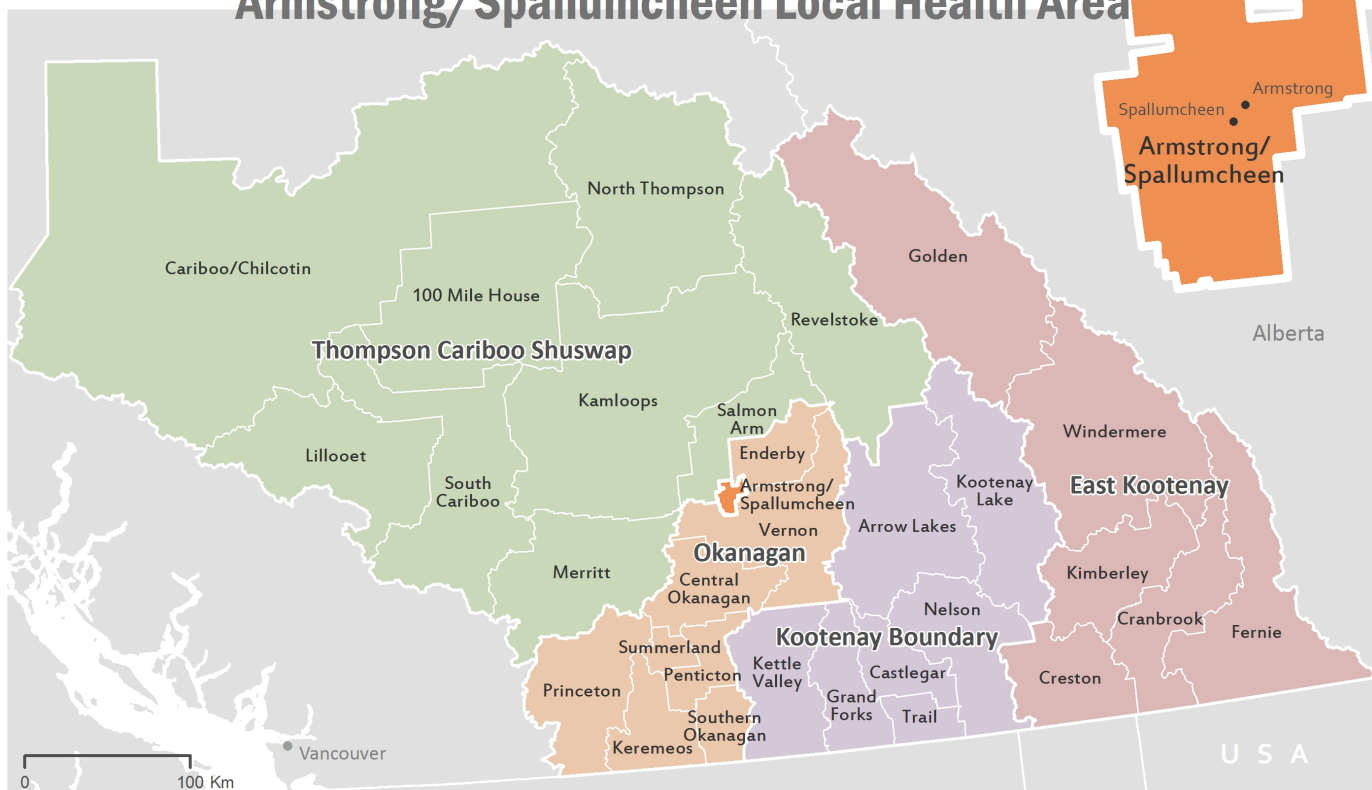 Armstrong/Spallumcheen Local Health Area
Armstrong
Spallumcheen
Armstrong/
Spallumcheen
North Thompson
Cariboo/Chilcotin
Golden
100 Mile House
Revelstoke
Alberta
Thompson Cariboo Shuswap
Kamloops
Salmon
Arm
Windermere
Lillooet
Enderby
South
Cariboo
Armstrong/
Spallumcheen
Kootenay
Lake
East Kootenay
Vernon
Arrow Lakes
Okanagan
Merritt
Central
Okanagan
Kimberley
Nelson
Cranbrook
Fernie
Kootenay Boundary
Summerland
Penticton
Kettle
Valley
Castlegar
Creston
Princeton
Grand
Forks
Trail
Southern
Okanagan
Keremeos
Vancouver
U S A
0
100 Km